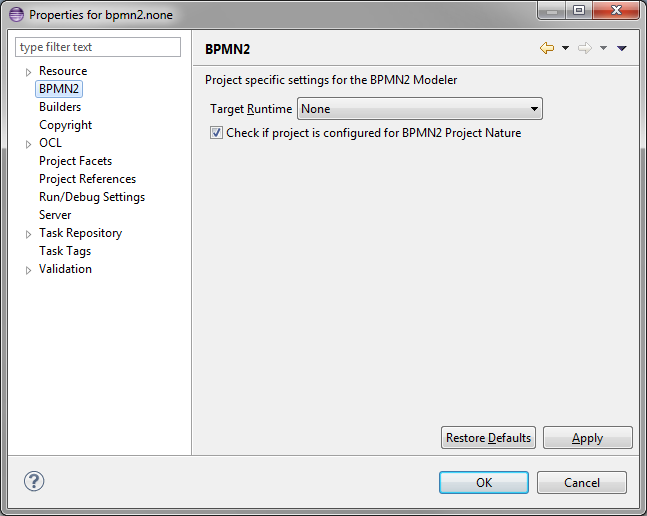 Properties for bpmn2.none
type filter text
Resource
BPMN2
Builders
Copyright
OCL
Project Facets
Project References
Run/Debug Settings
Server
Task Repository
Task Tags
Validation
BPMN2
Project specific settings for the BPMN2 Modeler
Target Runtime None
Check if project is configured for BPMN2 Project Nature
Restore Defaults Apply
? OK Cancel